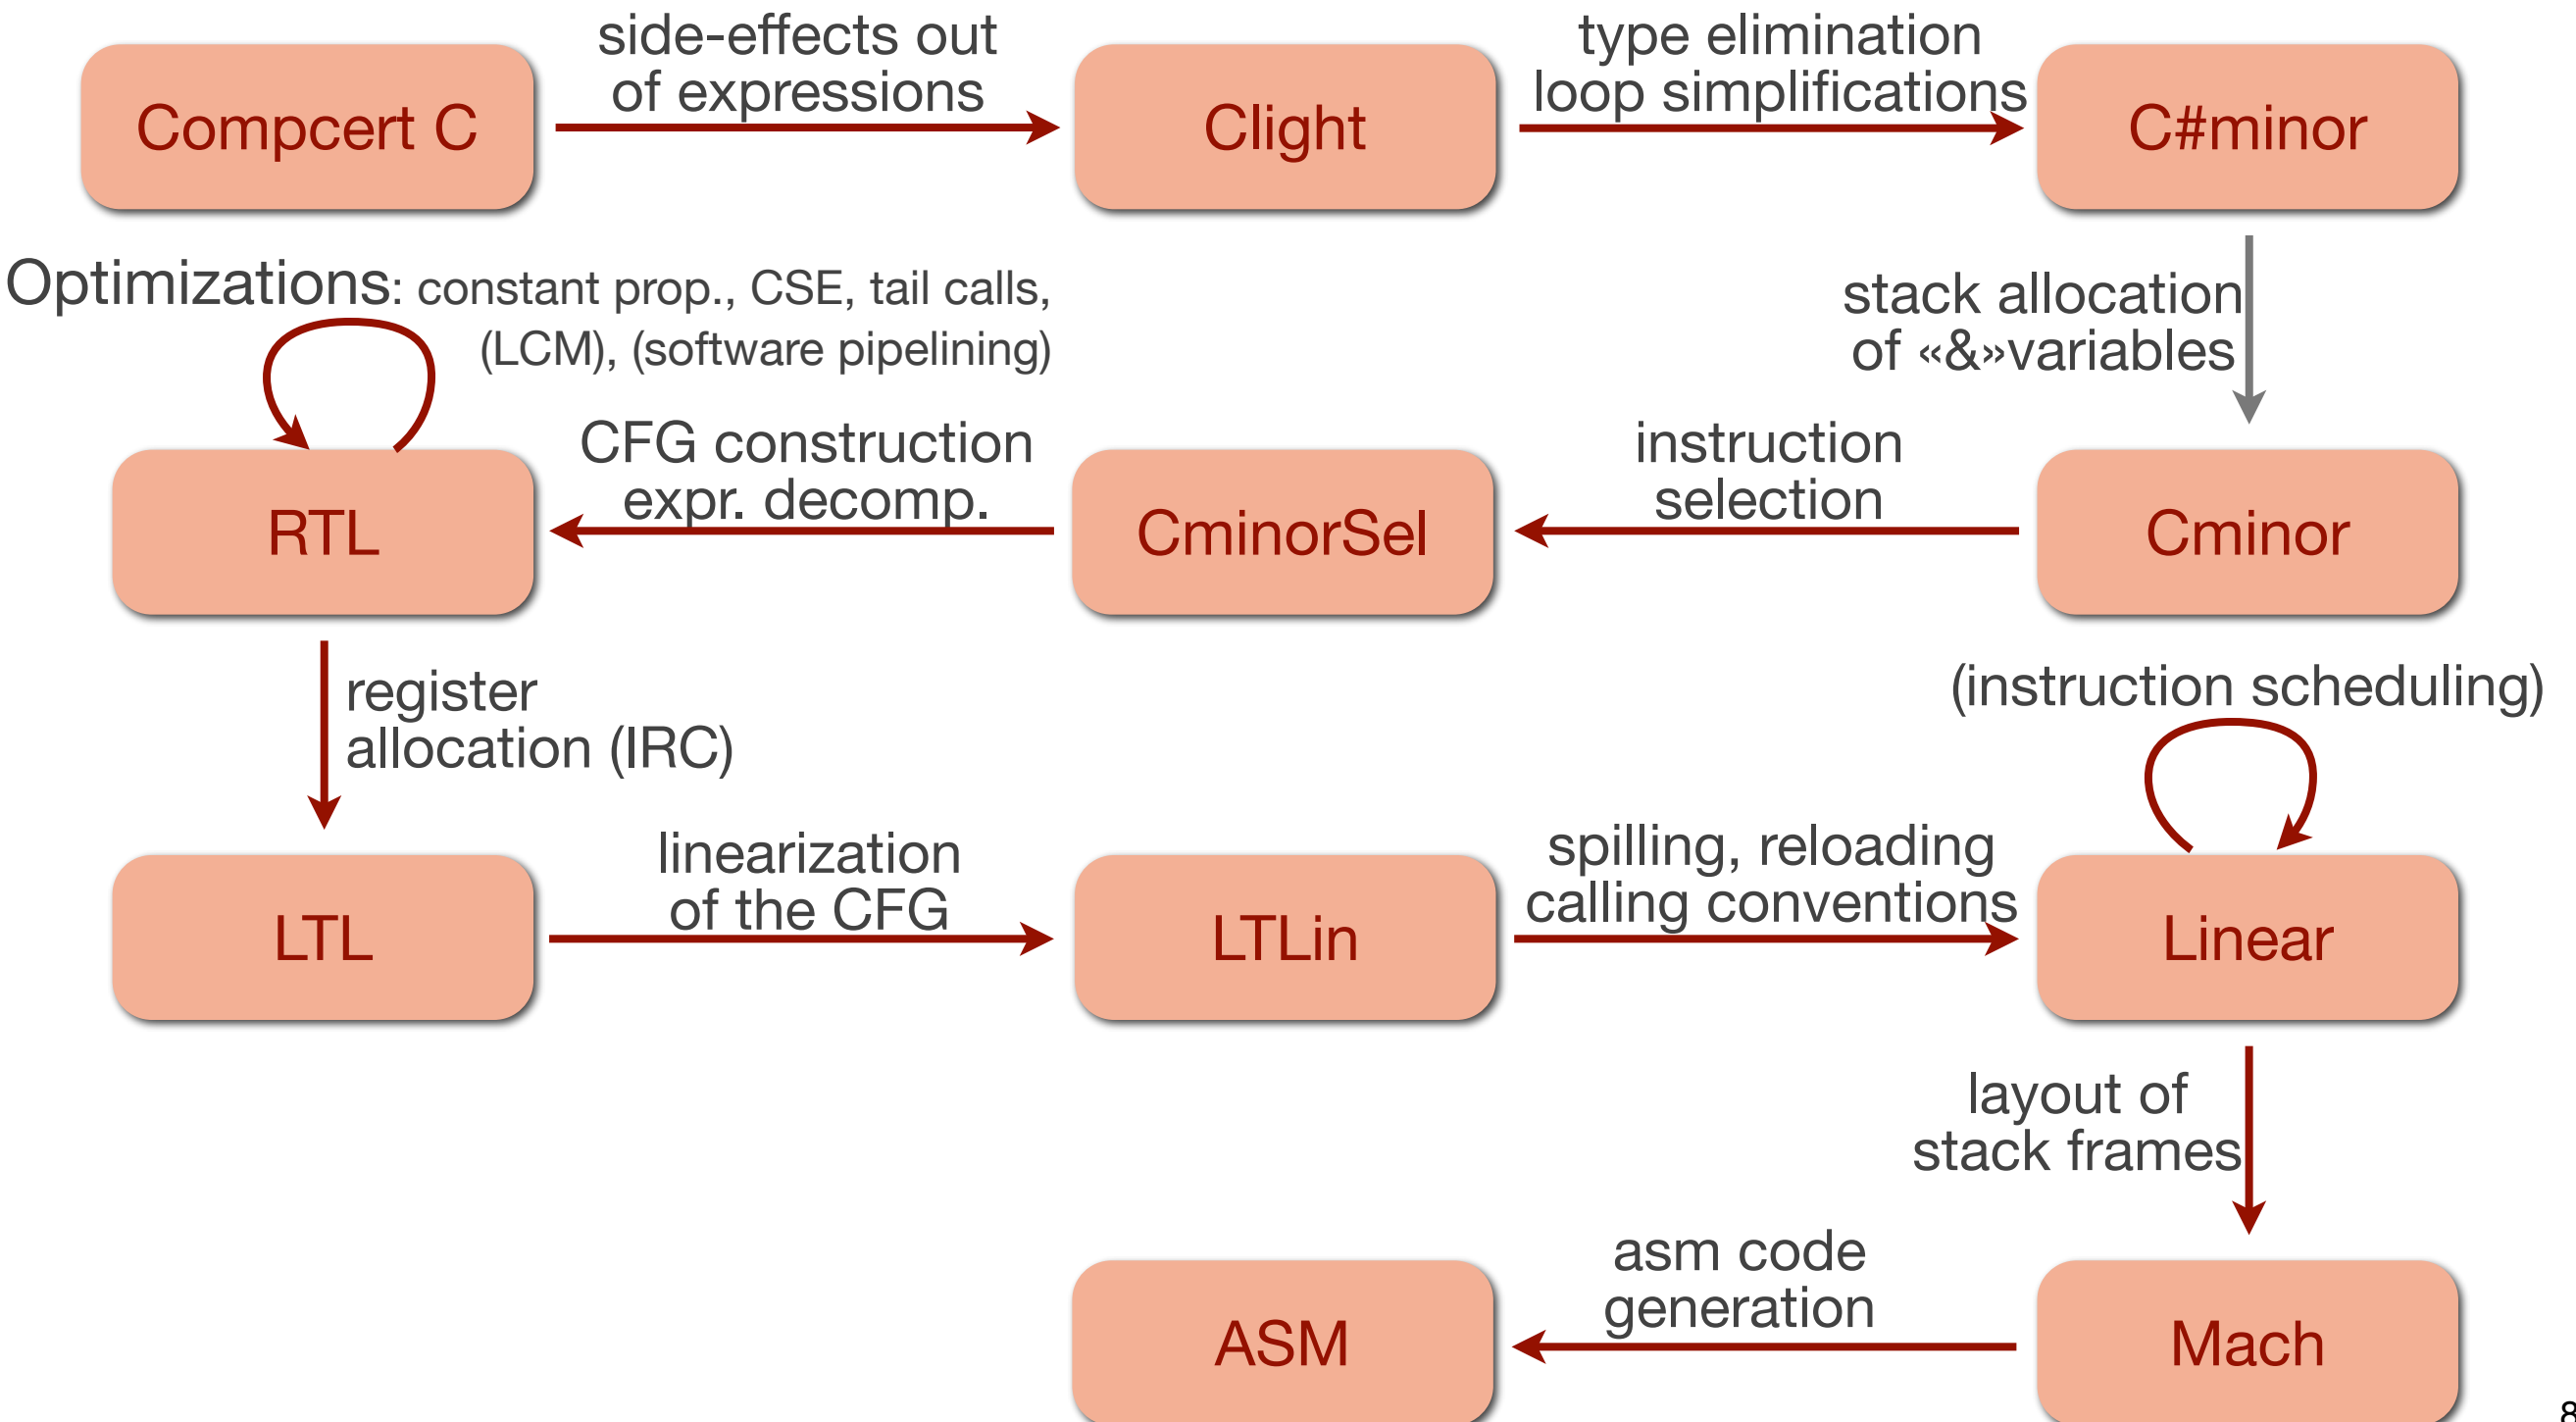 side-effects out
of expressions
type elimination
loop simplifications
Compcert C
Clight
C#minor
Optimizations: constant prop., CSE, tail calls,
(LCM), (software pipelining)
stack allocation
of «&»variables
CFG construction
expr. decomp.
instruction
selection
RTL
CminorSel
Cminor
register
allocation (IRC)
(instruction scheduling)
linearization
of the CFG
spilling, reloading
calling conventions
LTL
LTLin
Linear
layout of
stack frames
asm code
generation
ASM
Mach
8